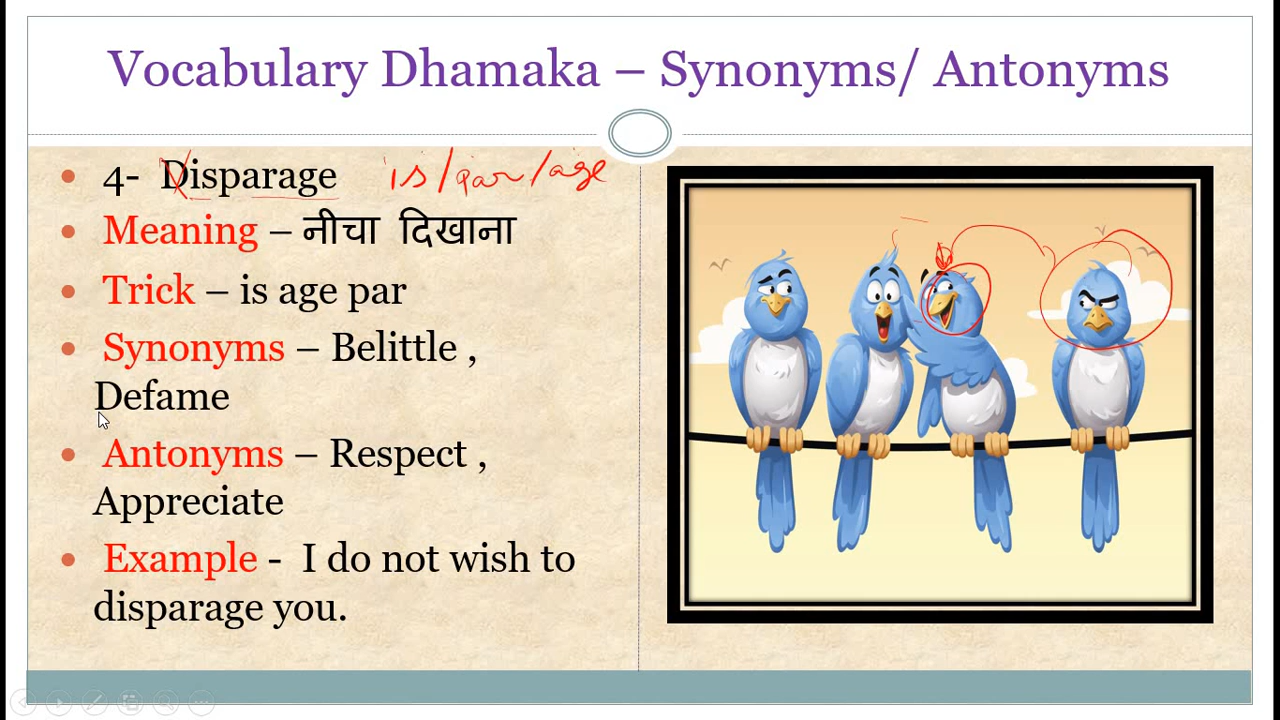 Vocabulary Dhamaka – Synonyms/ Antonyms
4- Disparage is/par/age
Meaning – नीचा दिखाना
Trick – is age par
Synonyms – Belittle ,
Defame
Antonyms – Respect ,
Appreciate
Example - I do not wish to
disparage you.